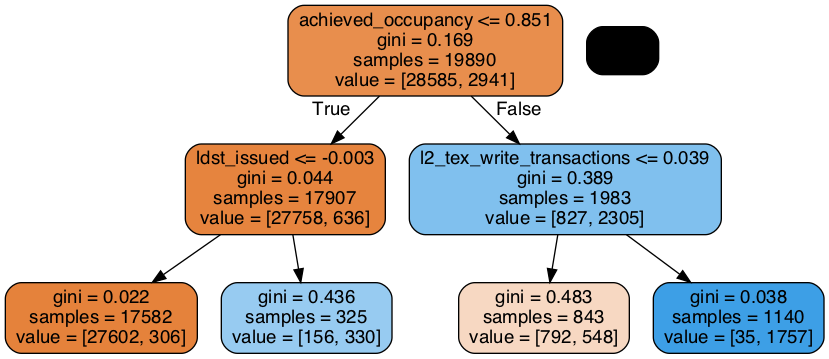 achieved_occupancy <= 0.851
gini = 0.169
samples = 19890
value = [28585, 2941]
True
False
ldst_issued <= -0.003
gini = 0.044
samples = 17907
value = [27758, 636]
l2_tex_write_transactions <= 0.039
gini = 0.389
samples = 1983
value = [827, 2305]
gini = 0.022
samples = 17582
value = [27602, 306]
gini = 0.436
samples = 325
value = [156, 330]
gini = 0.483
samples = 843
value = [792, 548]
gini = 0.038
samples = 1140
value = [35, 1757]